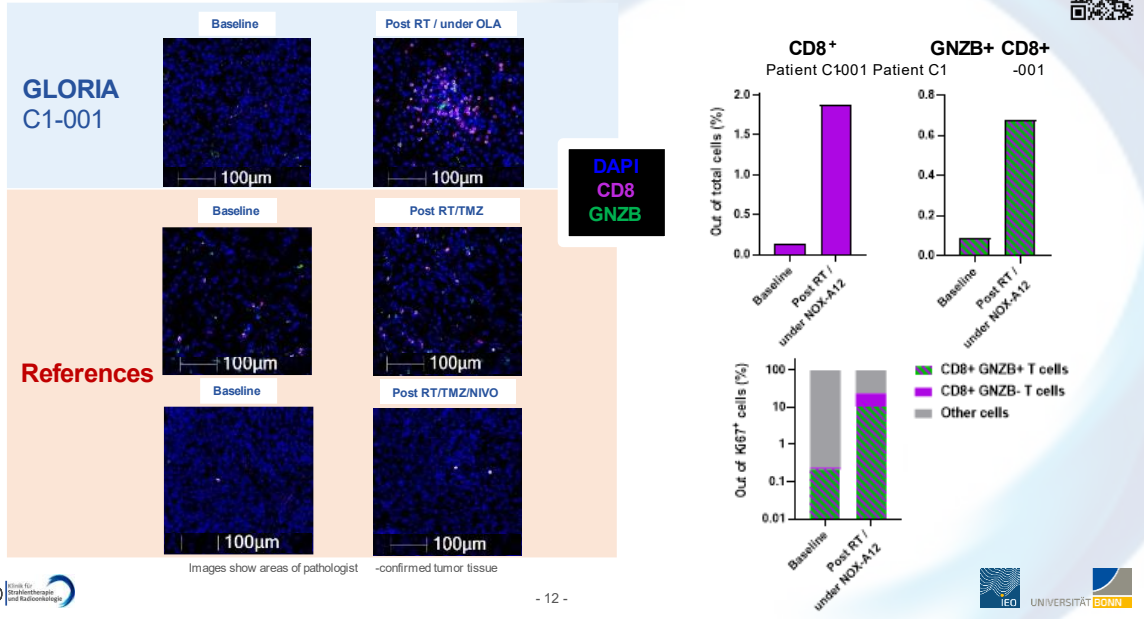 Baseline
Post RT / under OLA
GLORIA
C1-001
100µm
100µm
DAPI
CD8
GNZB
References
Baseline
Post RT/TMZ
100µm
100µm
Baseline
Post RT/TMZ/NIVO
100µm
100µm
Images show areas of pathologist -confirmed tumor tissue
CD8+
Patient C1-001
Out of total cells (%)
2.0
1.5
1.0
0.5
0.0
Baseline
Post RT /
under NOX-A12
GNZB+ CD8+
Patient C1 -001
0.8
0.6
0.4
0.2
0.0
Baseline
Post RT /
under NOX-A12
Out of Ki67+ cells (%)
100
10
1
0.1
0.01
Baseline
Post RT /
under NOX-A12
CD8+ GNZB+ T cells
CD8+ GNZB- T cells
Other cells
Klinik für
Strahlentherapie
und Radioonkologie
- 12 -
IEO
UNIVERSITÄT BONN